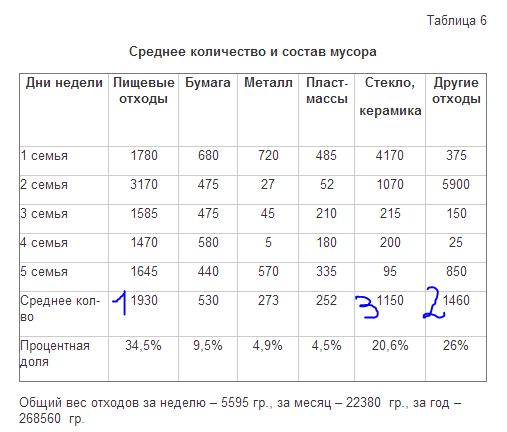 Таблица 6
Среднее количество и состав мусора
Дни недели Пищевые отходы Бумага Металл Пласт-массы Стекло, керамика Другие отходы
1 семья 1780 680 720 485 4170 375
2 семья 3170 475 27 52 1070 5900
3 семья 1585 475 45 210 215 150
4 семья 1470 580 5 180 200 25
5 семья 1645 440 570 335 95 850
Среднее кол-во 1 1930 530 273 252 3 1150 2 1460
Процентная доля 34,5% 9,5% 4,9% 4,5% 20,6% 26%
Общий вес отходов за неделю – 5595 гр., за месяц – 22380 гр., за год –
268560 гр.